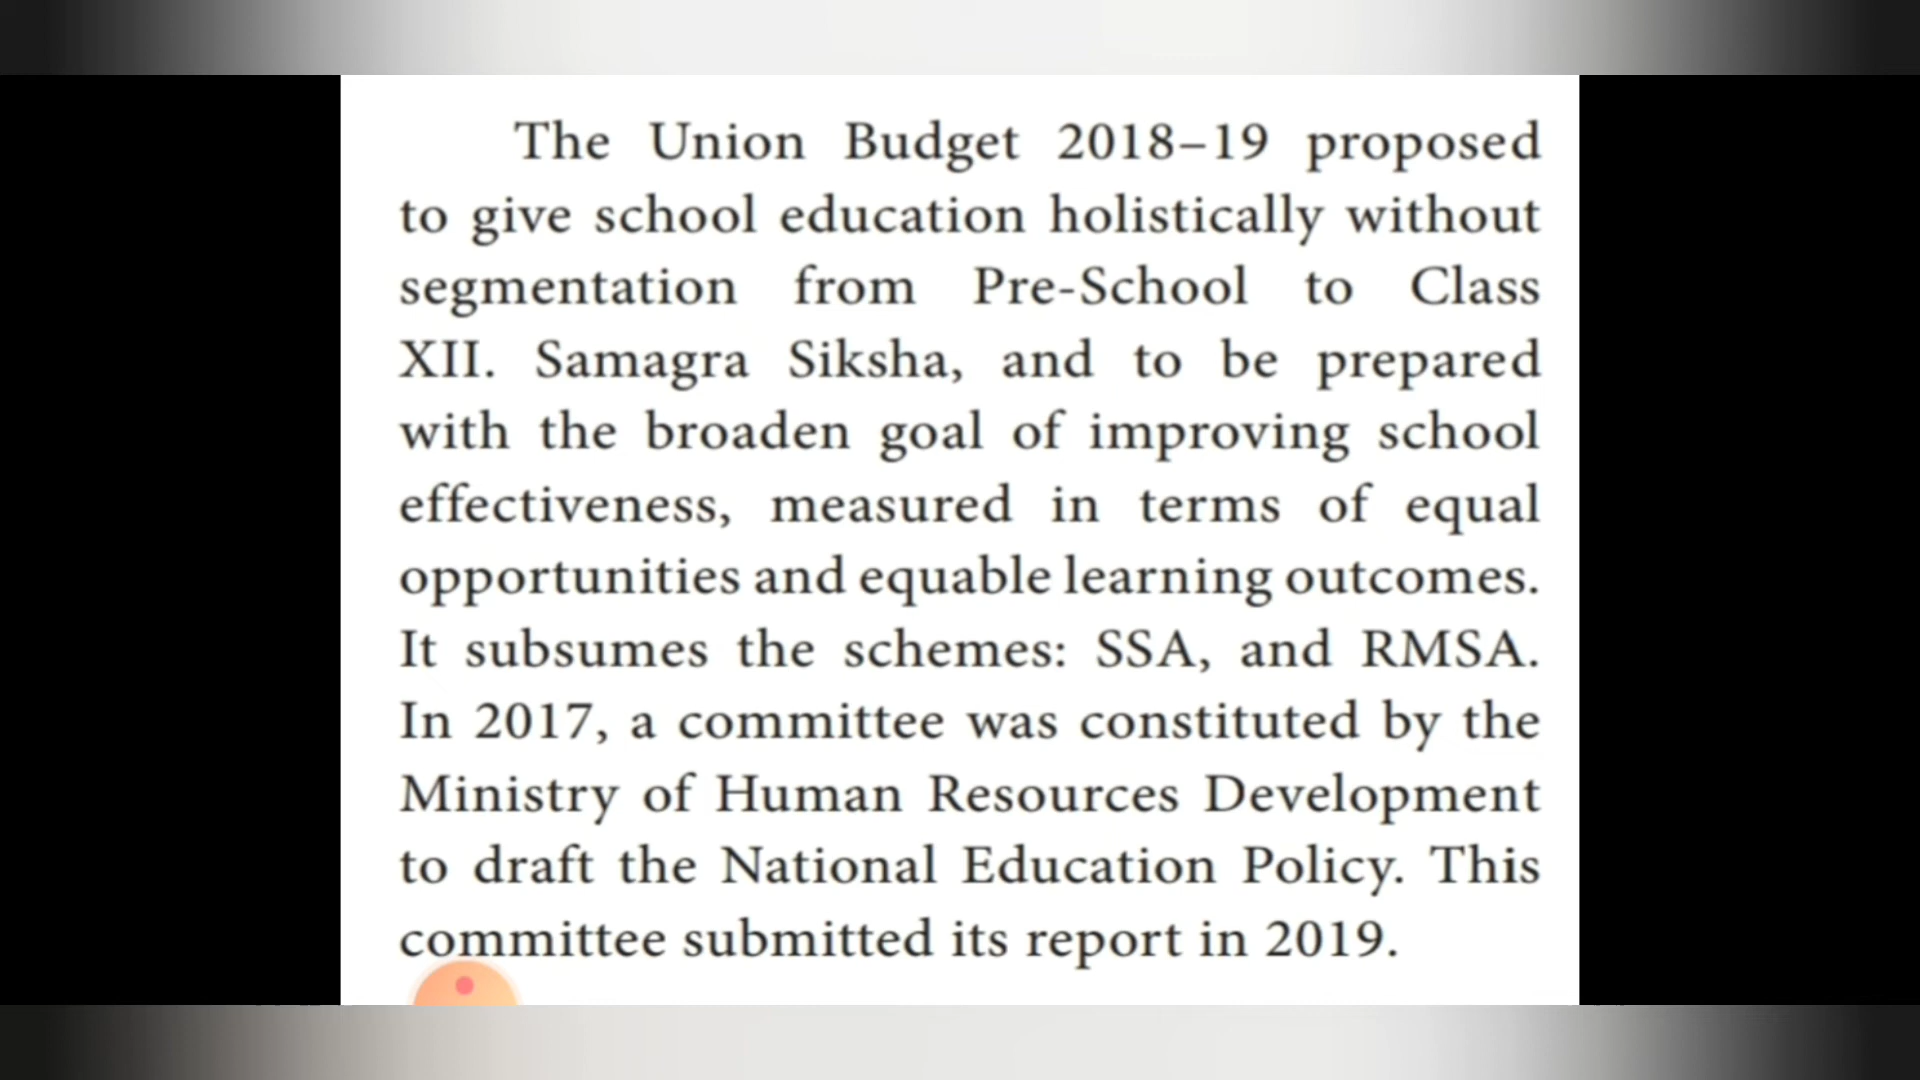 The Union Budget 2018–19 proposed
to give school education holistically without
segmentation from Pre-School to Class
XII. Samagra Siksha, and to be prepared
with the broaden goal of improving school
effectiveness, measured in terms of equal
opportunities and equable learning outcomes.
It subsumes the schemes: SSA, and RMSA.
In 2017, a committee was constituted by the
Ministry of Human Resources Development
to draft the National Education Policy. This
committee submitted its report in 2019.